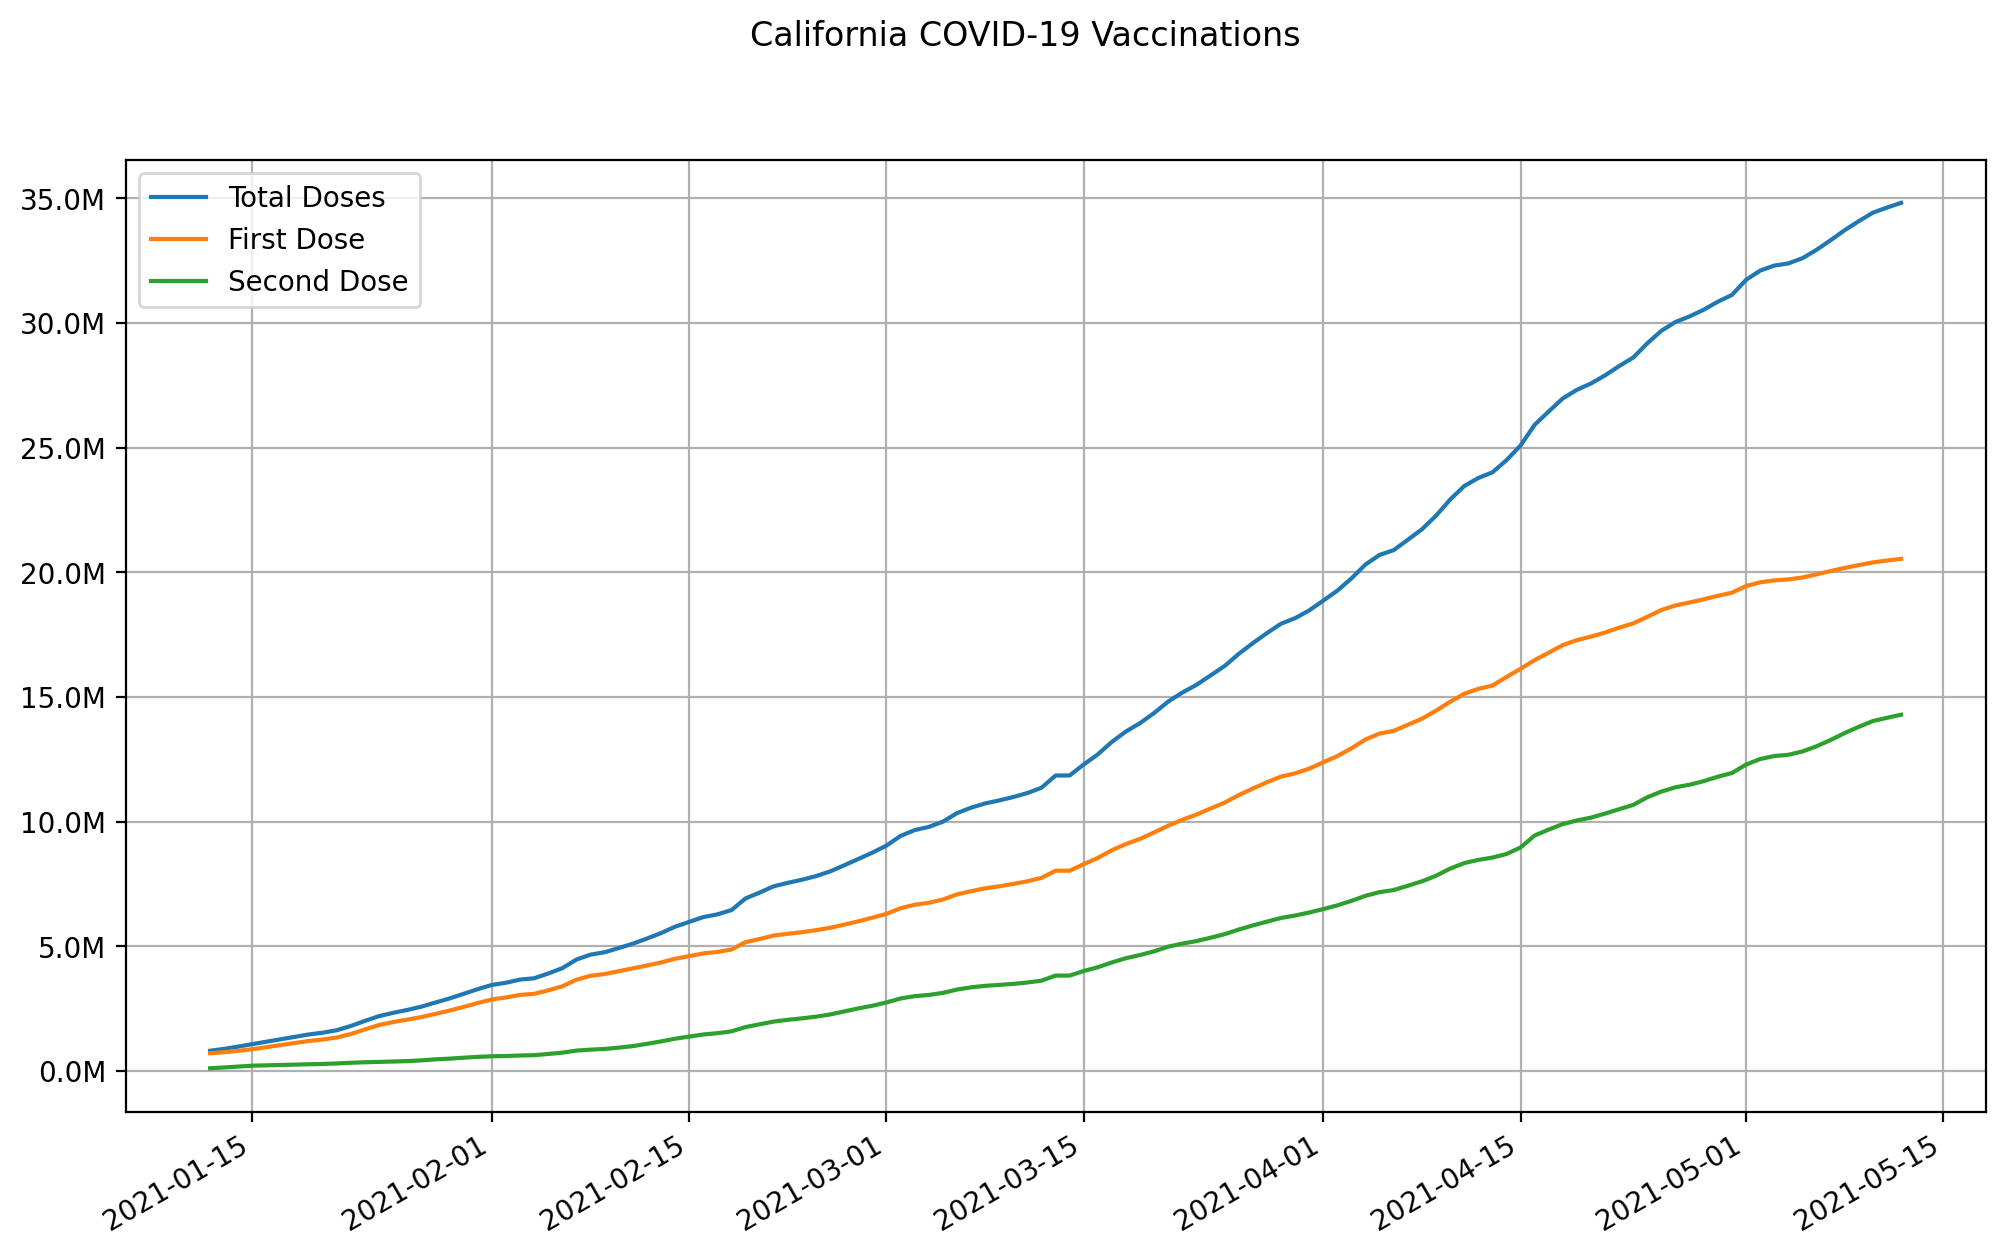 California COVID-19 Vaccinations
Total Doses
First Dose
Second Dose
35.0M
30.0M
25.0M
20.0M
15.0M
10.0M
5.0M
0.0M
2021-01-15
2021-02-01
2021-02-15
2021-03-01
2021-03-15
2021-04-01
2021-04-15
2021-05-01
2021-05-15